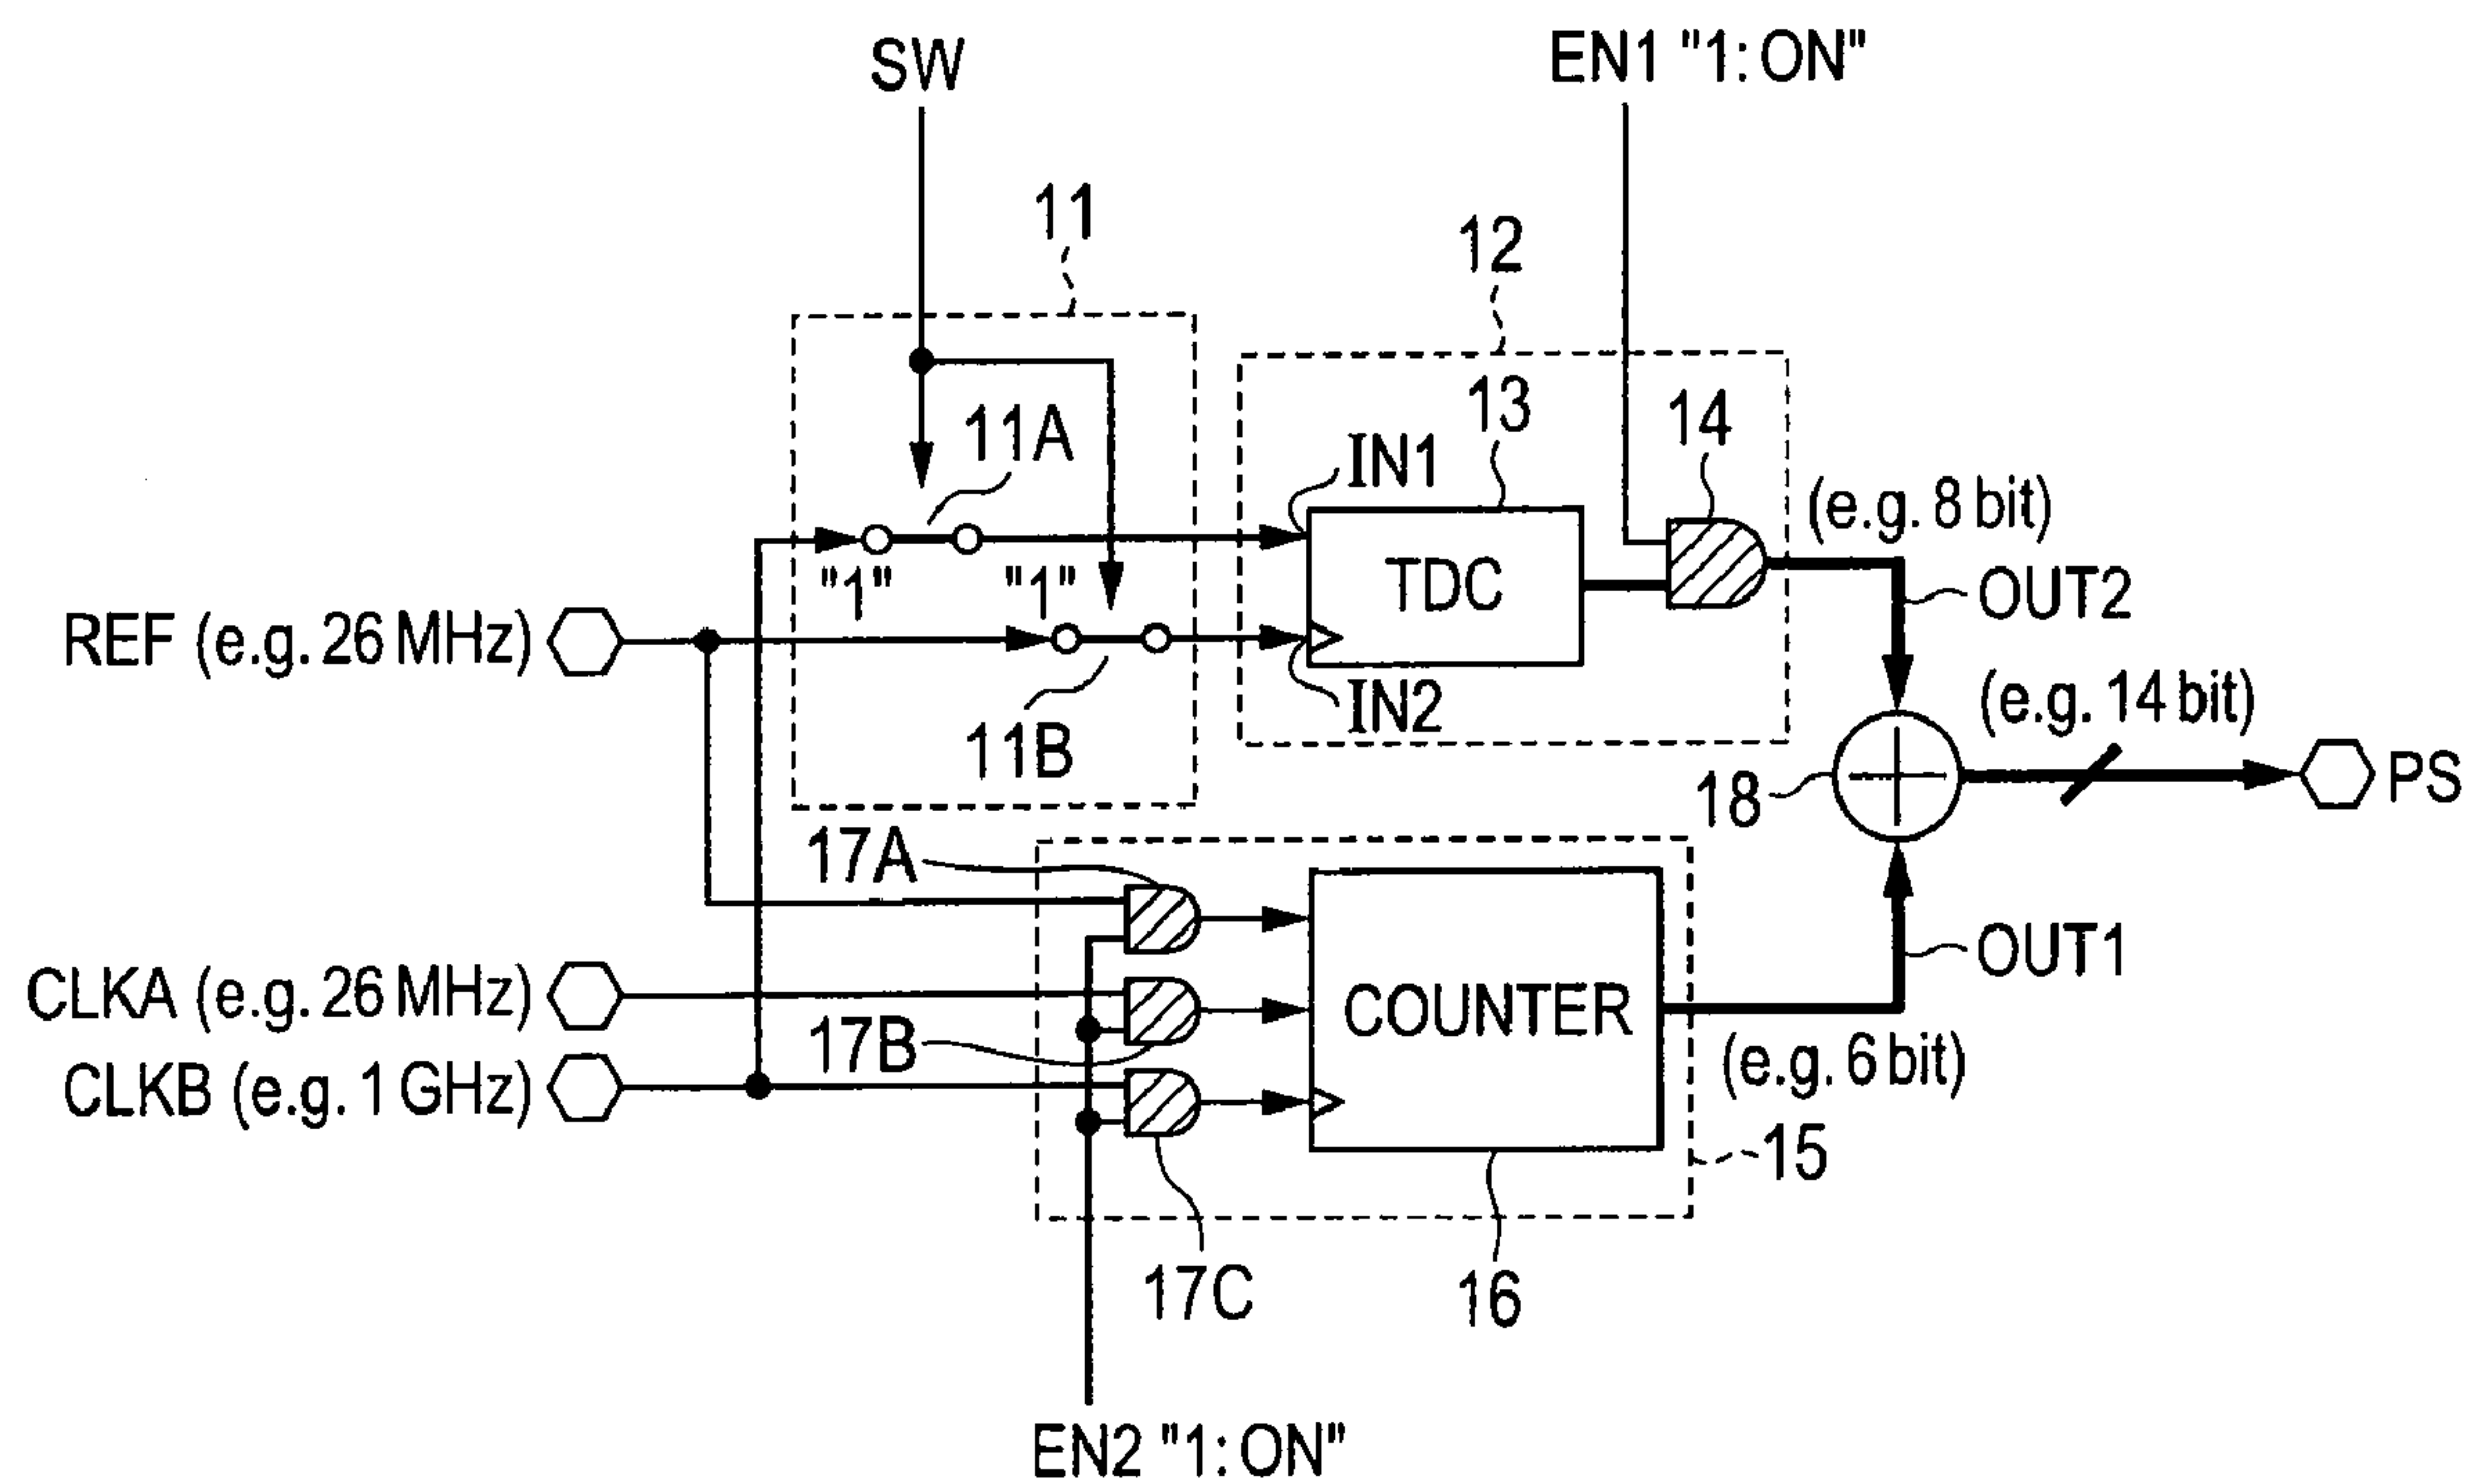 SW
EN1 "1:ON"
11
12
13
14
11A
IN1
(e.g. 8 bit)
"1"
"1"
TDC
OUT2
REF (e.g. 26 MHz)
IN2
(e.g. 14 bit)
11B
18
PS
17A
OUT1
CLKA (e.g. 26 MHz)
COUNTER
17B
(e.g. 6 bit)
CLKB (e.g. 1 GHz)
15
17C
16
EN2 "1:ON"